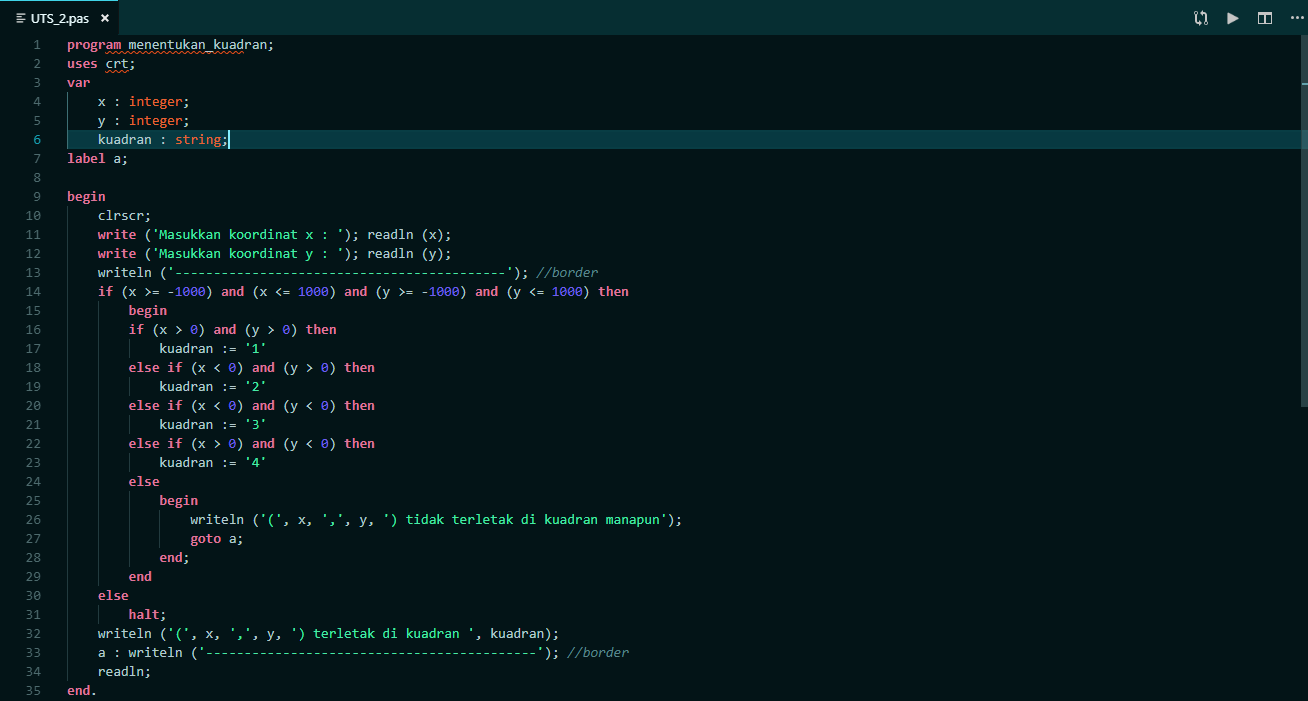 UTS_2.pas ×
1 program menentukan_kuadran;
2 uses crt;
3 var
4     x : integer;
5     y : integer;
6     kuadran : string;
7 label a;
8
9 begin
10     clrscr;
11     write ('Masukkan koordinat x : '); readln (x);
12     write ('Masukkan koordinat y : '); readln (y);
13     writeln ('-------------------------------------------'); //border
14     if (x >= -1000) and (x <= 1000) and (y >= -1000) and (y <= 1000) then
15         begin
16         if (x > 0) and (y > 0) then
17             kuadran := '1'
18         else if (x < 0) and (y > 0) then
19             kuadran := '2'
20         else if (x < 0) and (y < 0) then
21             kuadran := '3'
22         else if (x > 0) and (y < 0) then
23             kuadran := '4'
24         else
25             begin
26                 writeln ('(', x, ',', y, ') tidak terletak di kuadran manapun');
27                 goto a;
28             end;
29         end
30     else
31         halt;
32     writeln ('(', x, ',', y, ') terletak di kuadran ', kuadran);
33     a : writeln ('-------------------------------------------'); //border
34     readln;
35 end.